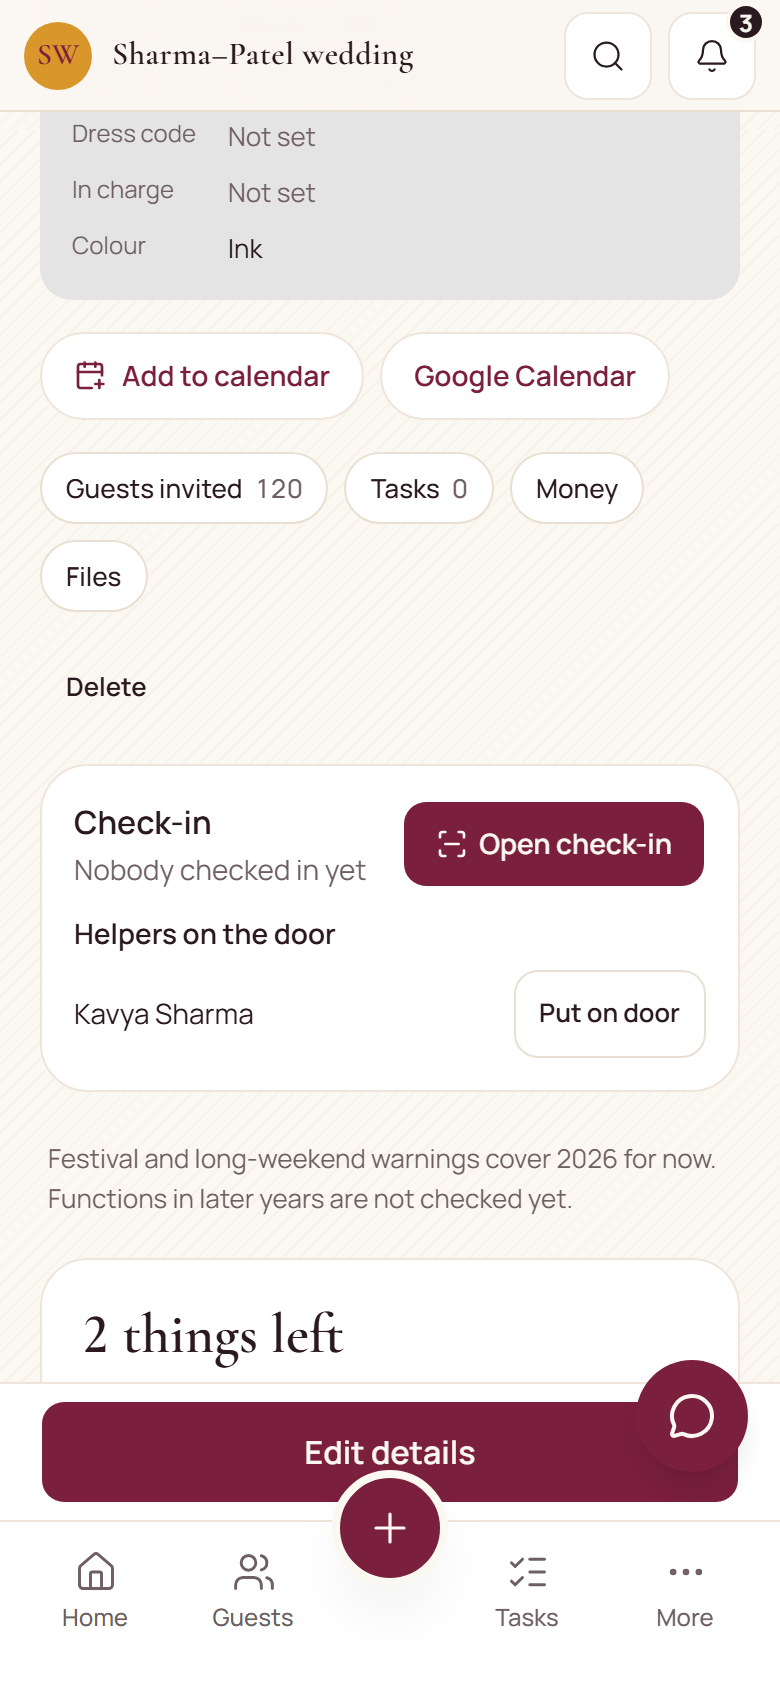 SW Sharma–Patel wedding 3
Dress code Not set
In charge Not set
Colour Ink
Add to calendar Google Calendar
Guests invited 120 Tasks 0 Money
Files
Delete
Check-in
Open check-in
Nobody checked in yet
Helpers on the door
Kavya Sharma Put on door
Festival and long-weekend warnings cover 2026 for now.
Functions in later years are not checked yet.
2 things left
Edit details
Home Guests Tasks More